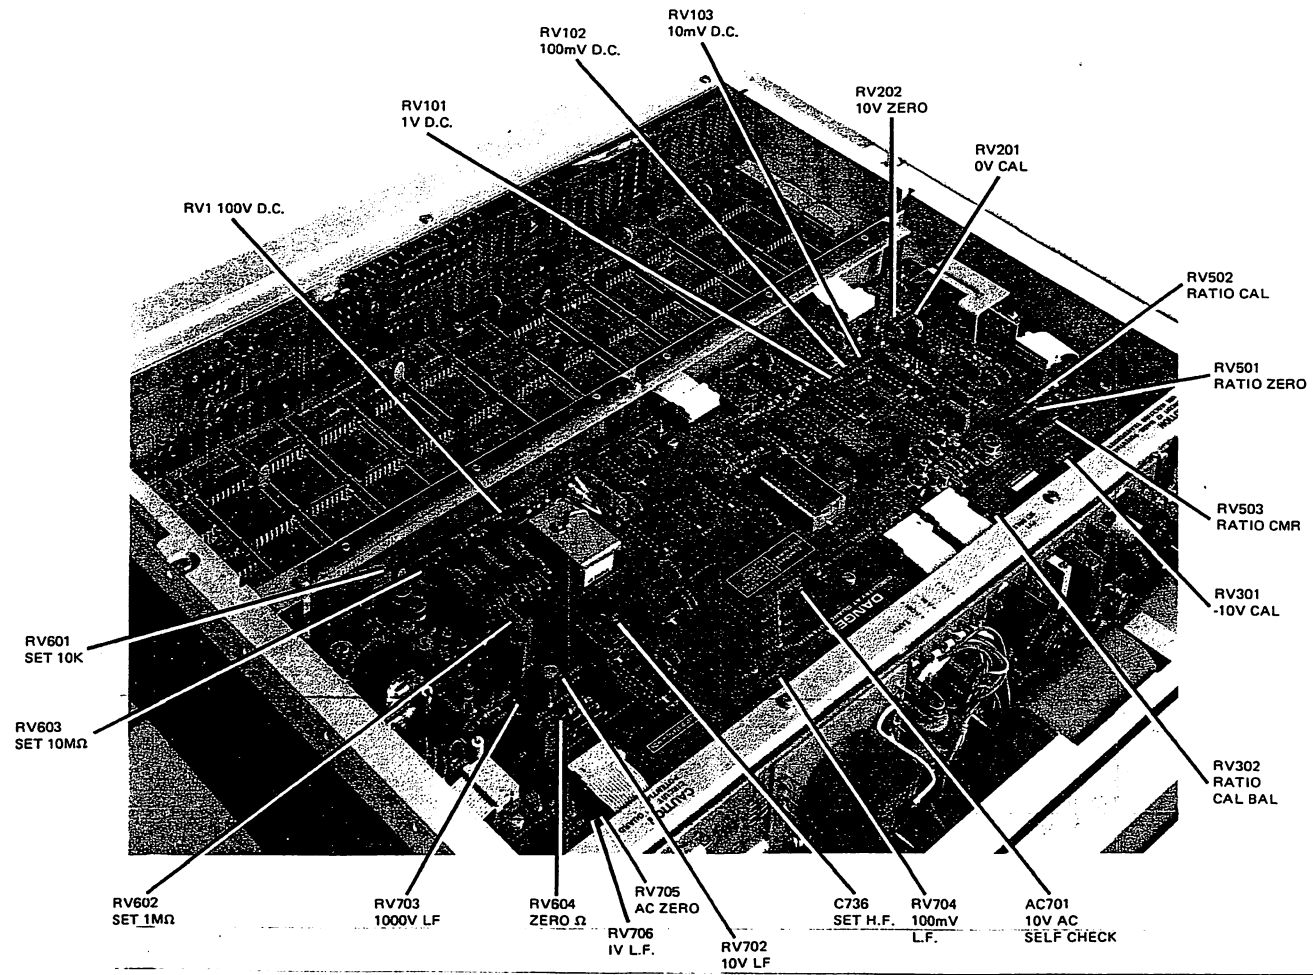 RV103
10mV D.C.
RV102
100mV D.C.
RV202
10V ZERO
RV101
1V D.C.
RV201
0V CAL
RV1 100V D.C.
RV502
RATIO CAL
RV501
RATIO ZERO
RV503
RATIO CMR
RV301
-10V CAL
RV601
SET 10K
RV603
SET 10MΩ
RV302
RATIO
CAL BAL
DANGER
CAUTION
RV602
SET 1MΩ
RV703
1000V LF
RV604
ZERO Ω
RV705
AC ZERO
RV706
IV L.F.
RV702
10V LF
C736
SET H.F.
RV704
100mV
L.F.
AC701
10V AC
SELF CHECK